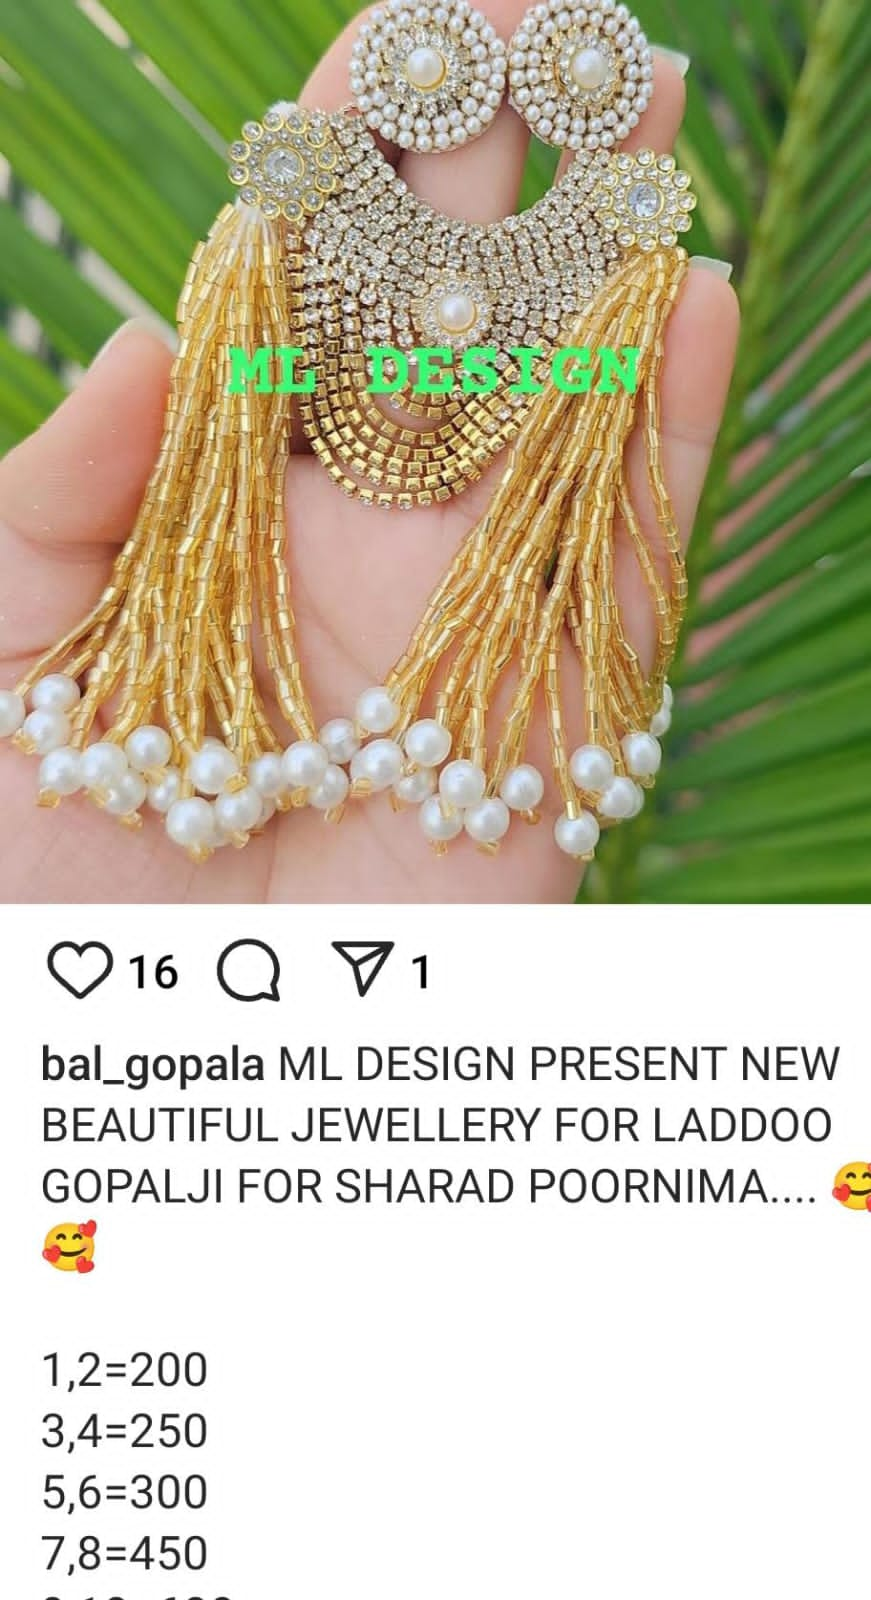 ML DESIGN
16
1
bal_gopala ML DESIGN PRESENT NEW
BEAUTIFUL JEWELLERY FOR LADDOO
GOPALJI FOR SHARAD POORNIMA.... 🥰
🥰
1,2=200
3,4=250
5,6=300
7,8=450